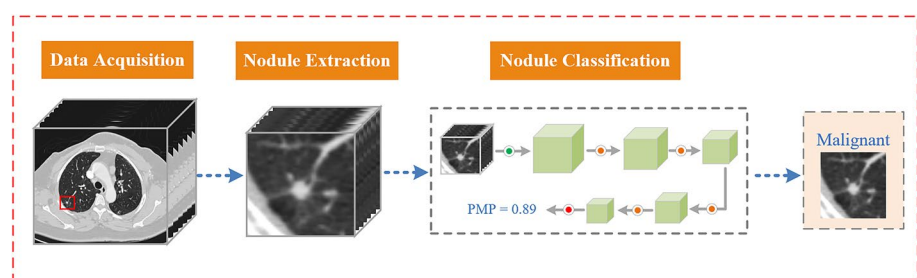 Data Acquisition
Nodule Extraction
Nodule Classification
Malignant
PMP = 0.89